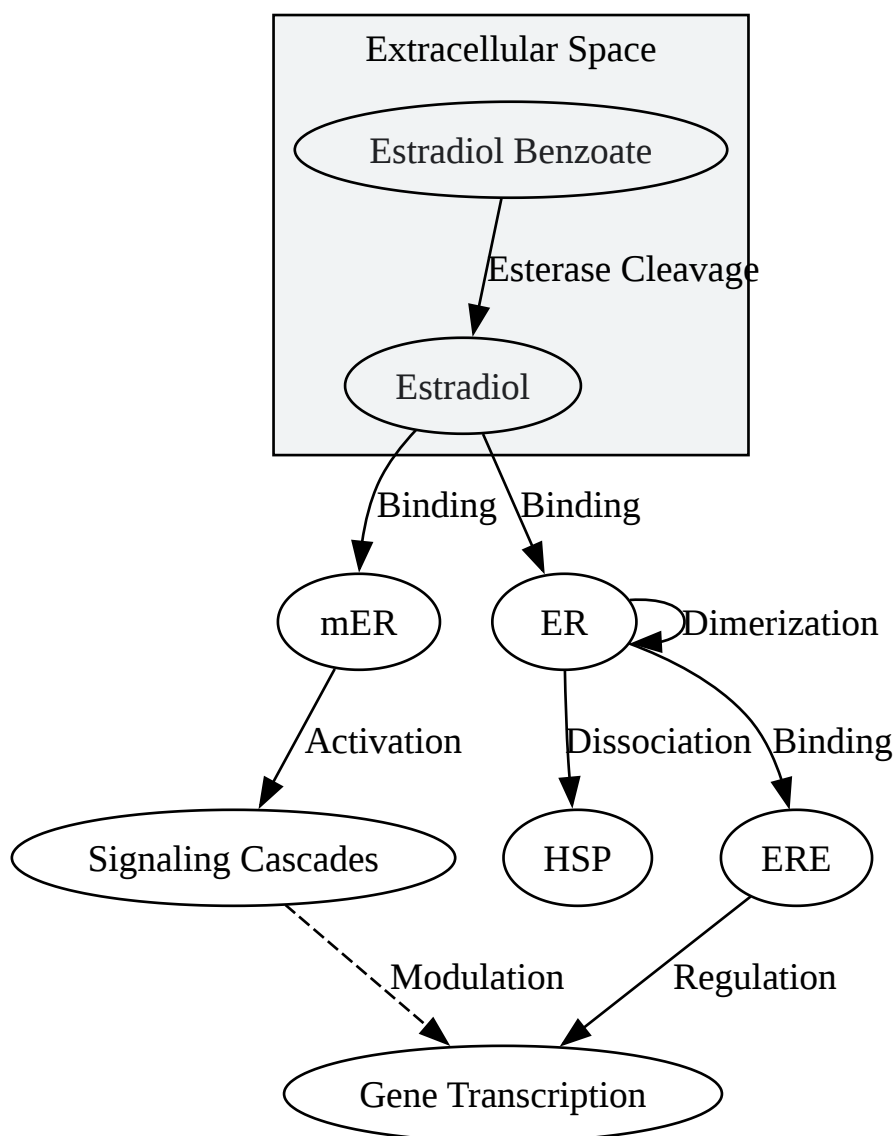 Extracellular Space
Estradiol Benzoate
Esterase Cleavage
Estradiol
Binding
Binding
mER
ER
Dimerization
Activation
Dissociation
Binding
Signaling Cascades
HSP
ERE
Modulation
Regulation
Gene Transcription